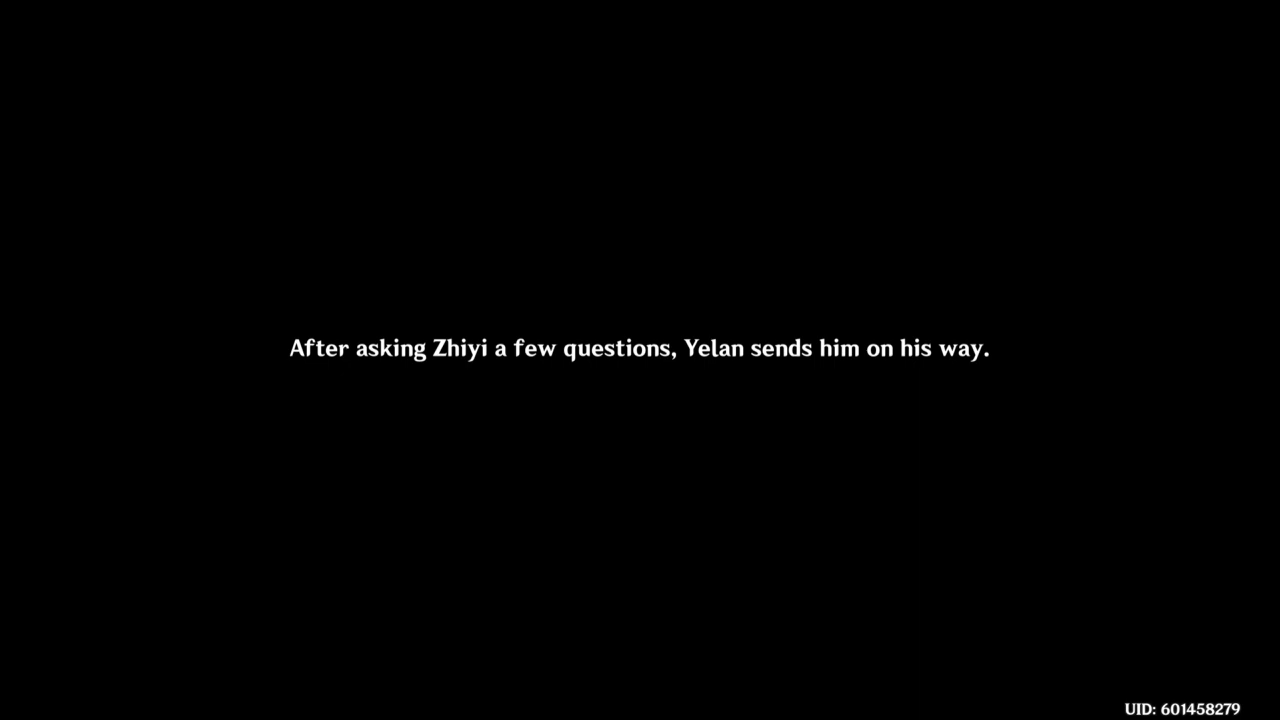 After asking Zhiyi a few questions, Yelan sends him on his way.
UID: 601458279